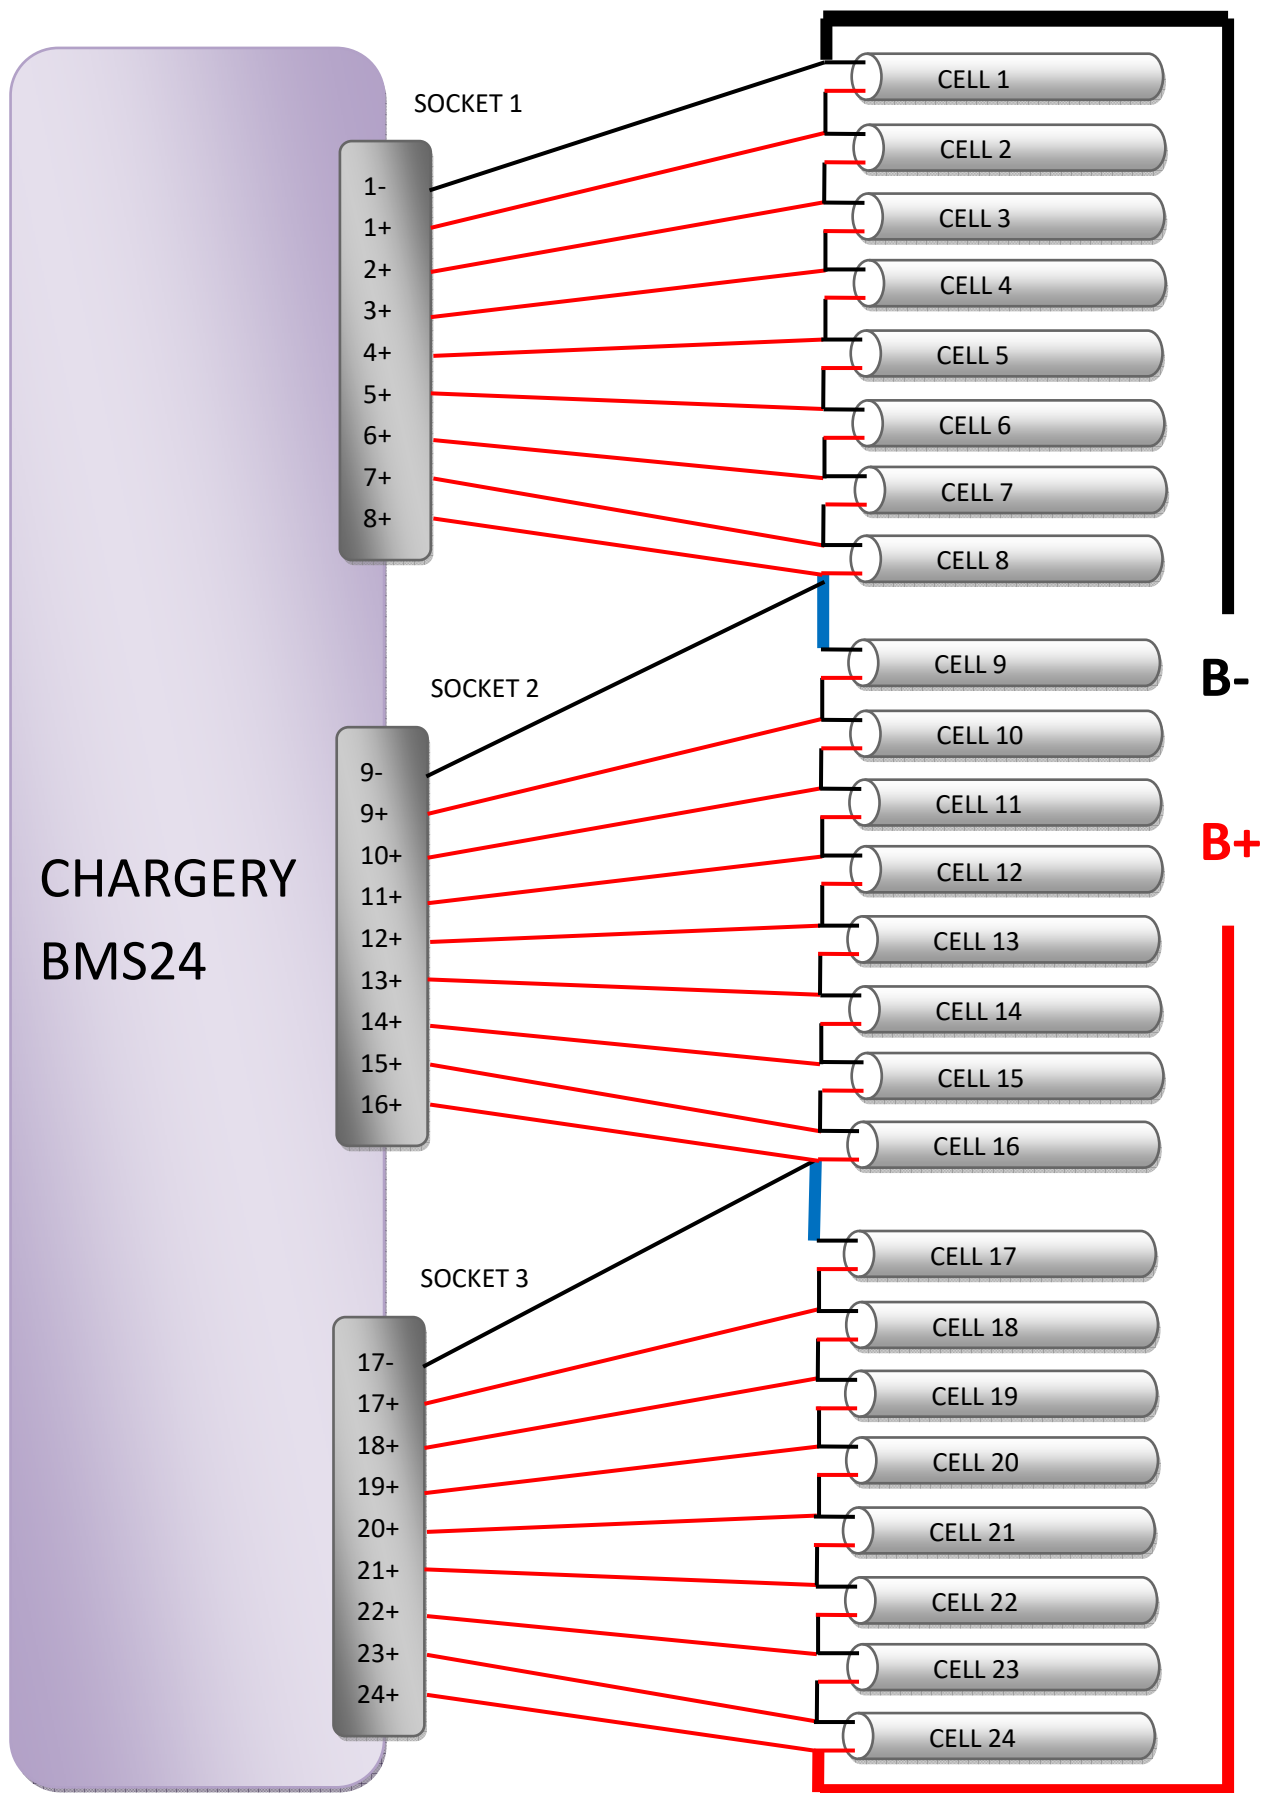 SOCKET 1
1-
1+
2+
3+
4+
5+
6+
7+
8+
CELL 1
CELL 2
CELL 3
CELL 4
CELL 5
CELL 6
CELL 7
CELL 8
SOCKET 2
9-
9+
10+
11+
12+
13+
14+
15+
16+
CELL 9
CELL 10
CELL 11
CELL 12
CELL 13
CELL 14
CELL 15
CELL 16
B-
B+
CHARGERY
BMS24
SOCKET 3
17-
17+
18+
19+
20+
21+
22+
23+
24+
CELL 17
CELL 18
CELL 19
CELL 20
CELL 21
CELL 22
CELL 23
CELL 24